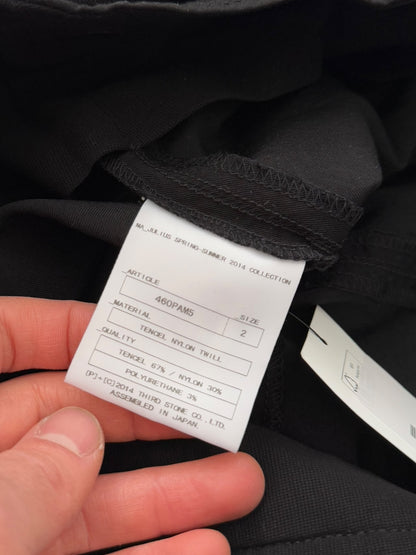 MA_JULIUS SPRING-SUMMER 2014 COLLECTION
ARTICLE
SIZE
460PAM5
2
MATERIAL
TENCEL NYLON TWILL
QUALITY
TENCEL 67% / NYLON 30%
POLYURETHANE 3%
(P)+(C)2014 THIRD STONE CO.,LTD.
ASSEMBLED IN JAPAN.